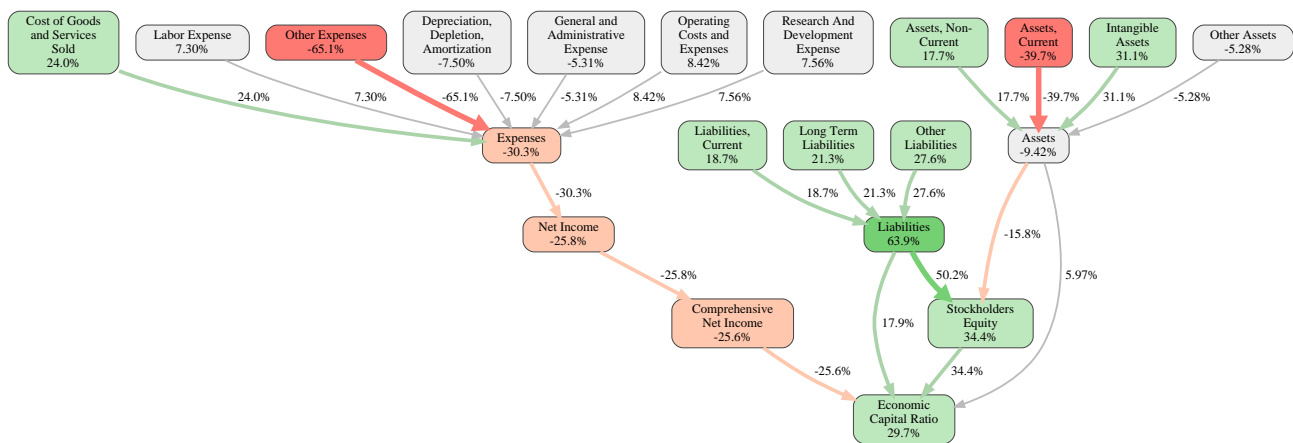 Cost of Goods
and Services
Sold
24.0%
Labor Expense
7.30%
Other Expenses
-65.1%
Depreciation,
Depletion,
Amortization
-7.50%
General and
Administrative
Expense
-5.31%
Operating
Costs and
Expenses
8.42%
Research And
Development
Expense
7.56%
Assets, Non-
Current
17.7%
Assets,
Current
-39.7%
Intangible
Assets
31.1%
Other Assets
-5.28%
24.0%
7.30%
-65.1%
-7.50%
-5.31%
8.42%
7.56%
17.7%
-39.7%
31.1%
-5.28%
Expenses
-30.3%
Liabilities,
Current
18.7%
Long Term
Liabilities
21.3%
Other
Liabilities
27.6%
Assets
-9.42%
-30.3%
18.7%
21.3%
27.6%
Net Income
-25.8%
Liabilities
63.9%
-15.8%
-25.8%
50.2%
5.97%
Comprehensive
Net Income
-25.6%
17.9%
Stockholders
Equity
34.4%
-25.6%
34.4%
Economic
Capital Ratio
29.7%